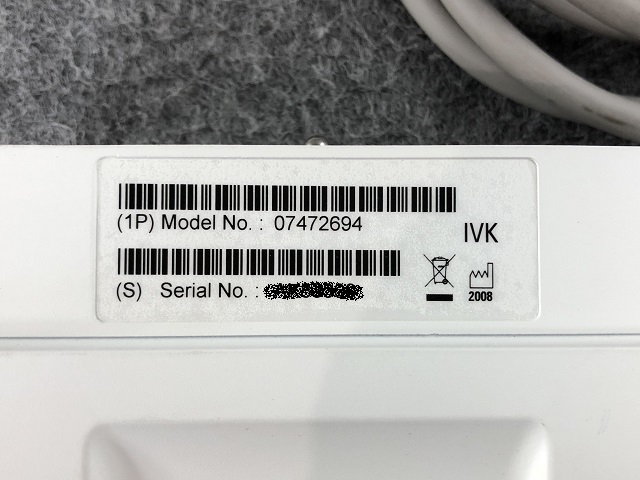 (1P) Model No. : 07472694
IVK
(S) Serial No. :
2008